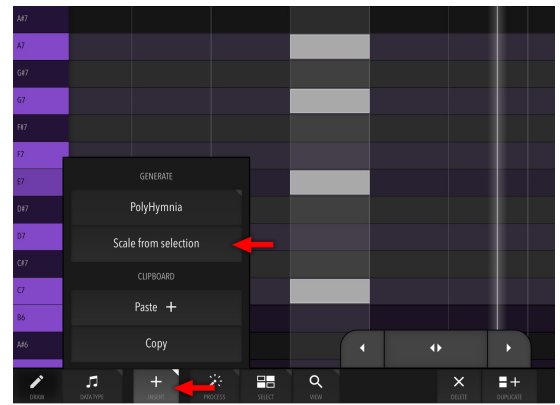 A#7
A7
G#7
G7
F#7
F7
E7
D#7
D7
C#7
C7
B6
A#6
GENERATE
PolyHymnia
Scale from selection
CLIPBOARD
Paste +
Copy
DRAW DATA TYPE INSERT PROCESS SELECT VIEW DELETE DUPLICATE